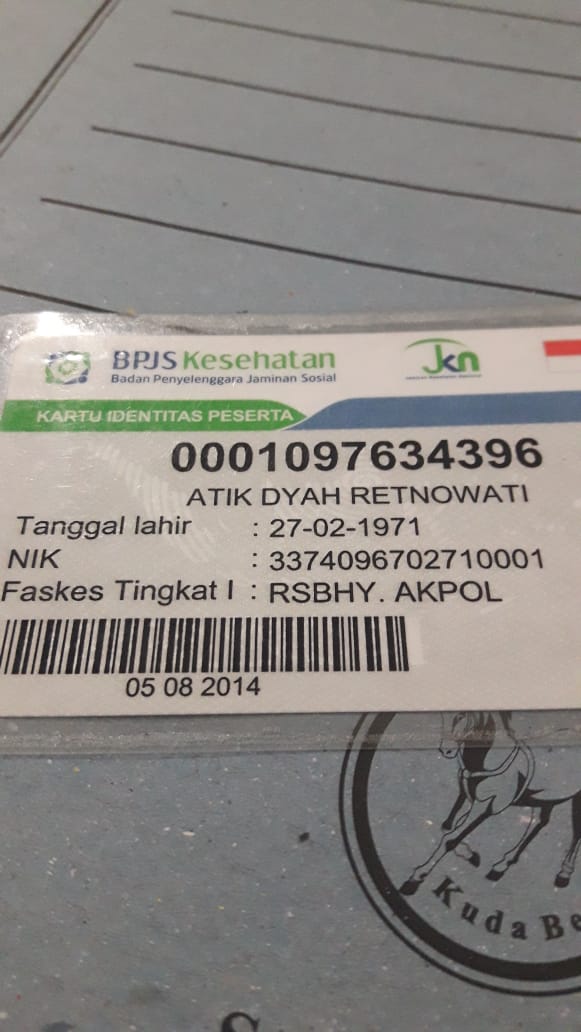 BPJS Kesehatan
Badan Penyelenggara Jaminan Sosial
Jkn
KARTU IDENTITAS PESERTA
0001097634396
ATIK DYAH RETNOWATI
Tanggal lahir : 27-02-1971
NIK : 3374096702710001
Faskes Tingkat I : RSBHY. AKPOL
05 08 2014
Kuda Be
S